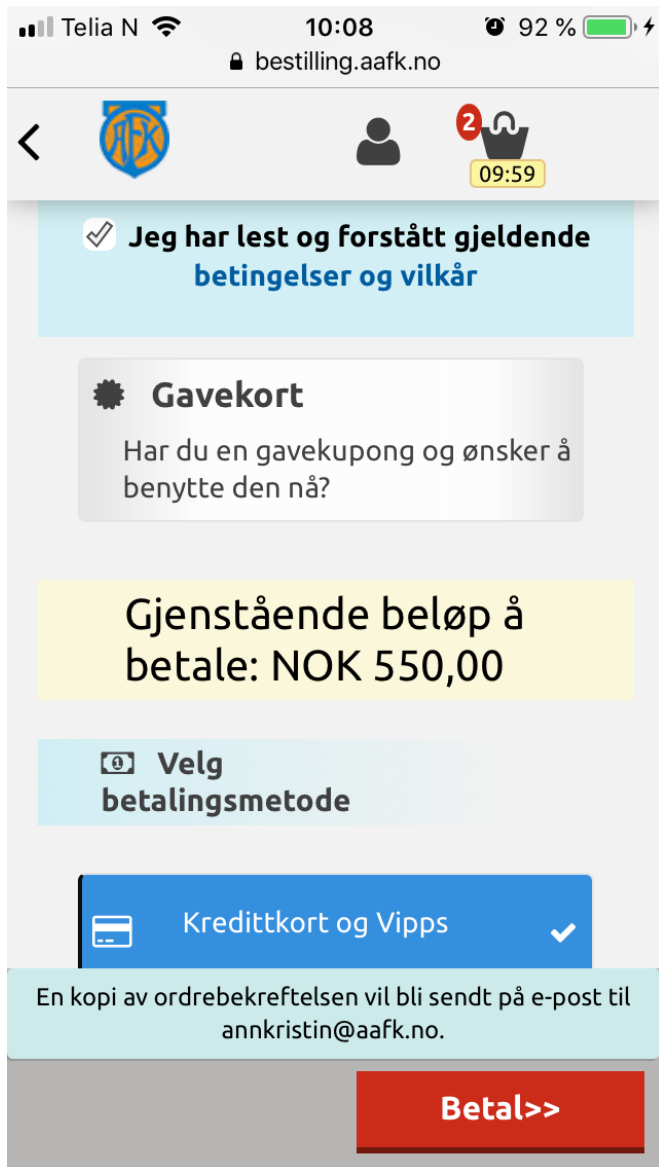 Telia N 10:08 92 %
bestilling.aafk.no
AFK
2
09:59
Jeg har lest og forstått gjeldende
betingelser og vilkår
Gavekort
Har du en gavekupong og ønsker å
benytte den nå?
Gjenstående beløp å
betale: NOK 550,00
Velg
betalingsmetode
Kredittkort og Vipps
En kopi av ordrebekreftelsen vil bli sendt på e-post til
annkristin@aafk.no.
Betal>>